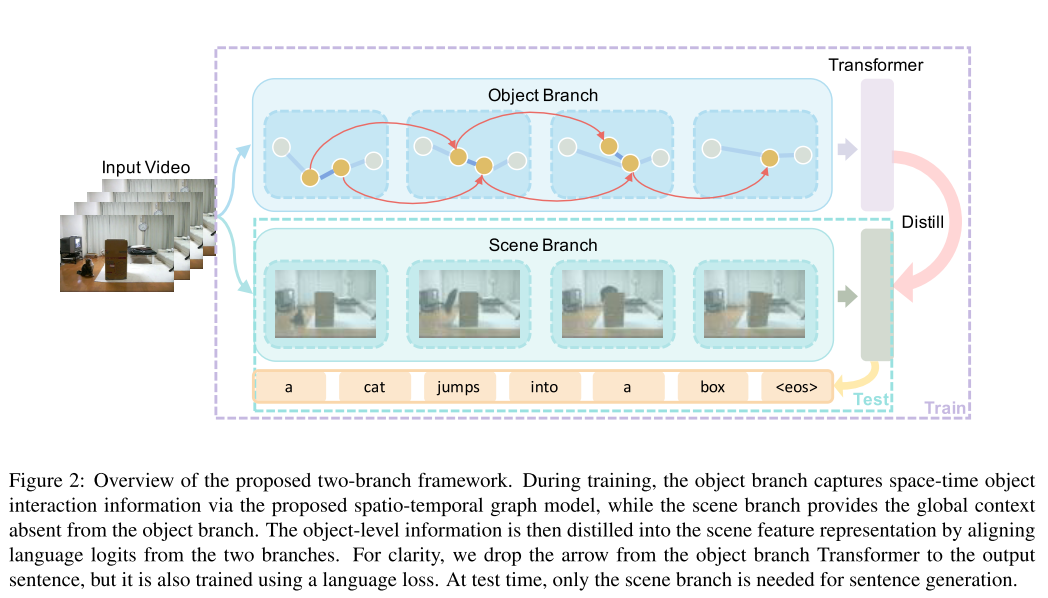 Transformer
Object Branch
Input Video
Distill
Scene Branch
a cat jumps into a box <eos>
Test
Train
Figure 2: Overview of the proposed two-branch framework. During training, the object branch captures space-time object
interaction information via the proposed spatio-temporal graph model, while the scene branch provides the global context
absent from the object branch. The object-level information is then distilled into the scene feature representation by aligning
language logits from the two branches. For clarity, we drop the arrow from the object branch Transformer to the output
sentence, but it is also trained using a language loss. At test time, only the scene branch is needed for sentence generation.